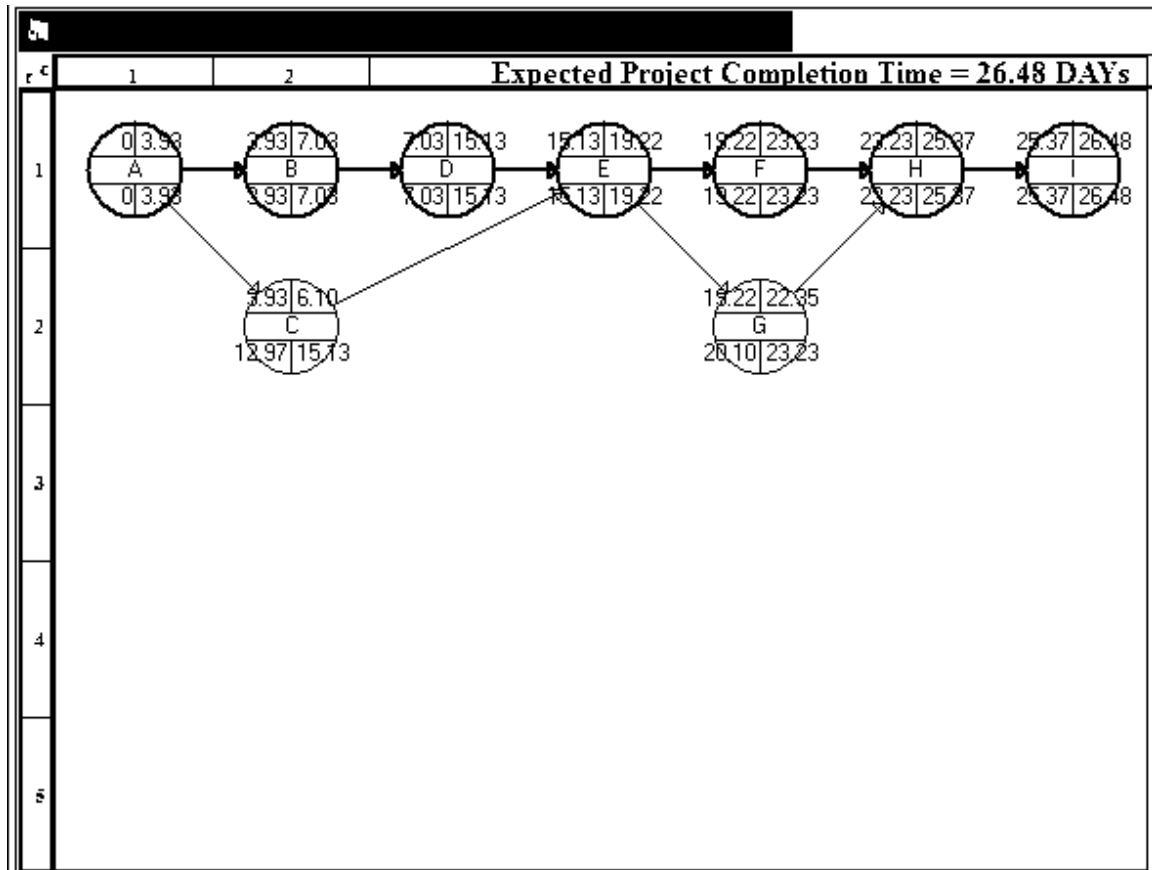 r c 1 2 Expected Project Completion Time = 26.48 DAYs
0 3.93 3.93 7.03 7.03 15.13 15.13 19.22 19.22 23.23 23.23 25.37 25.37 26.48
1 A B D E F H I
0 3.93 3.93 7.03 7.03 15.13 15.13 19.22 19.22 23.23 23.23 25.37 25.37 26.48
3.93 6.10 19.22 22.35
2 C G
12.97 15.13 20.10 23.23
3
4
5